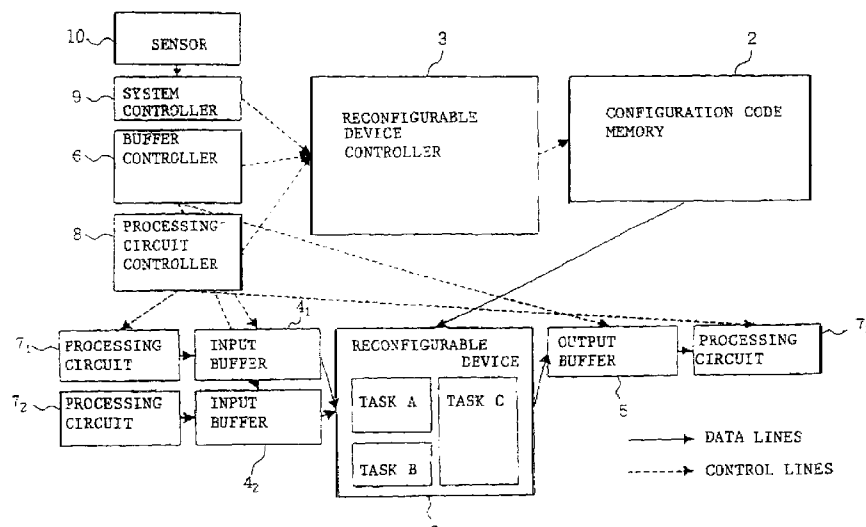 10
SENSOR
9
SYSTEM
CONTROLLER
6
BUFFER
CONTROLLER
8
PROCESSING
CIRCUIT
CONTROLLER
3
RECONFIGURABLE
DEVICE
CONTROLLER
2
CONFIGURATION CODE
MEMORY
7₁
PROCESSING
CIRCUIT
4₁
INPUT
BUFFER
7₂
PROCESSING
CIRCUIT
INPUT
BUFFER
4₂
RECONFIGURABLE
DEVICE
TASK A
TASK B
TASK C
OUTPUT
BUFFER
5
PROCESSING
CIRCUIT
7
DATA LINES
CONTROL LINES